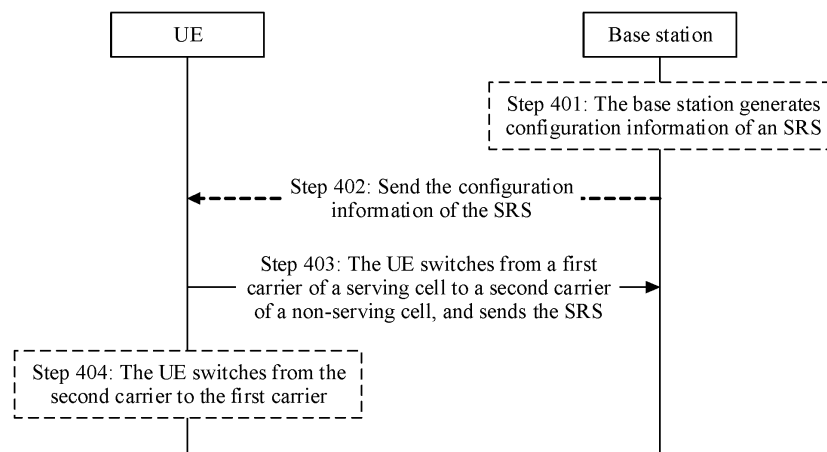 UE
Base station
Step 401: The base station generates
configuration information of an SRS
Step 402: Send the configuration
information of the SRS
Step 403: The UE switches from a first
carrier of a serving cell to a second carrier
of a non-serving cell, and sends the SRS
Step 404: The UE switches from the
second carrier to the first carrier